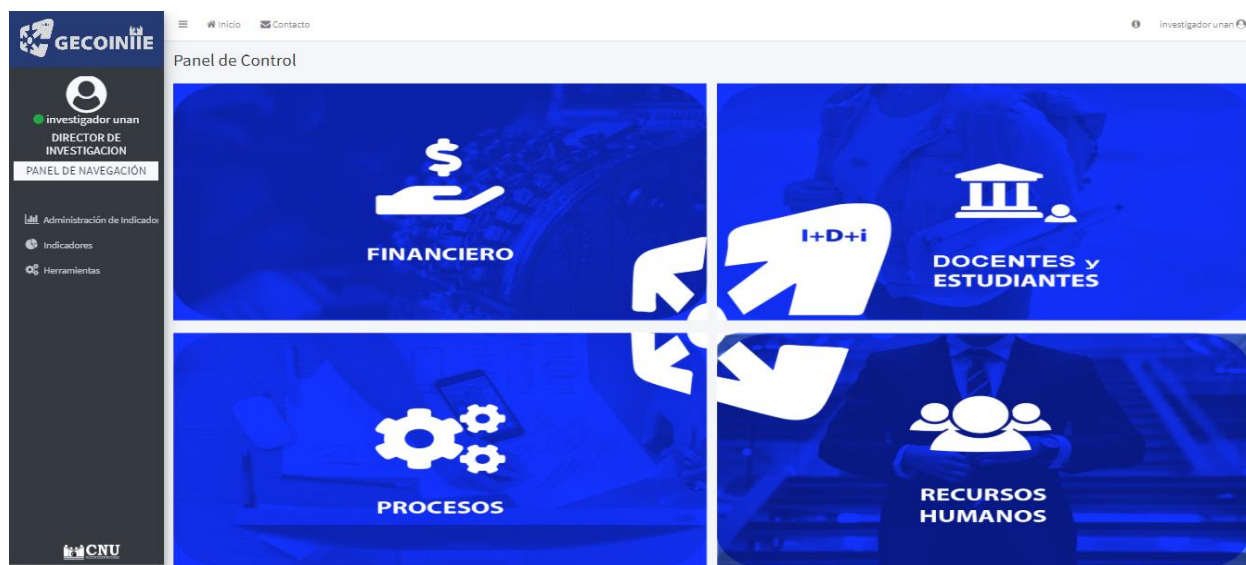 GECOINIIE
Inicio
Contacto
investigador unan
Panel de Control
investigador unan
DIRECTOR DE
INVESTIGACION
PANEL DE NAVEGACIÓN
Administración de Indicador
Indicadores
Herramientas
CNU
FINANCIERO
I+D+i
DOCENTES y
ESTUDIANTES
PROCESOS
RECURSOS
HUMANOS